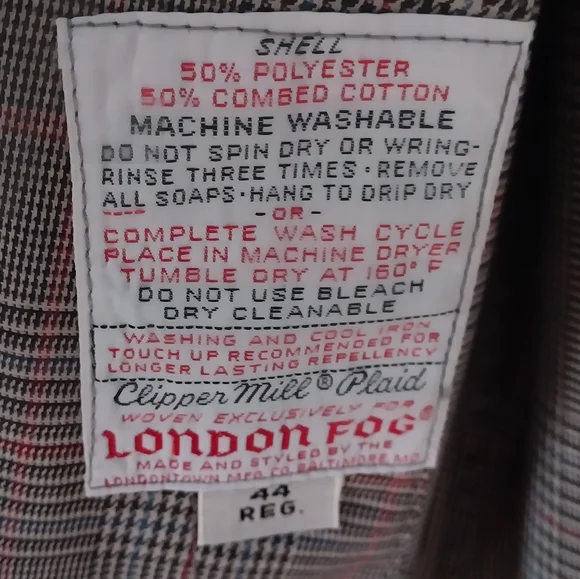 SHELL
50% POLYESTER
50% COMBED COTTON
MACHINE WASHABLE
DO NOT SPIN DRY OR WRING-
RINSE THREE TIMES · REMOVE
ALL SOAPS · HANG TO DRIP DRY
- OR -
COMPLETE WASH CYCLE
PLACE IN MACHINE DRYER
TUMBLE DRY AT 160° F
DO NOT USE BLEACH
DRY CLEANABLE
WASHING AND COOL IRON
TOUCH UP RECOMMENDED FOR
LONGER LASTING REPELLENCY
Clipper Mill® Plaid
WOVEN EXCLUSIVELY FOR
LONDON FOG®
MADE AND STYLED BY THE
LONDONTOWN MFG. CO. BALTIMORE MD.
44
REG.